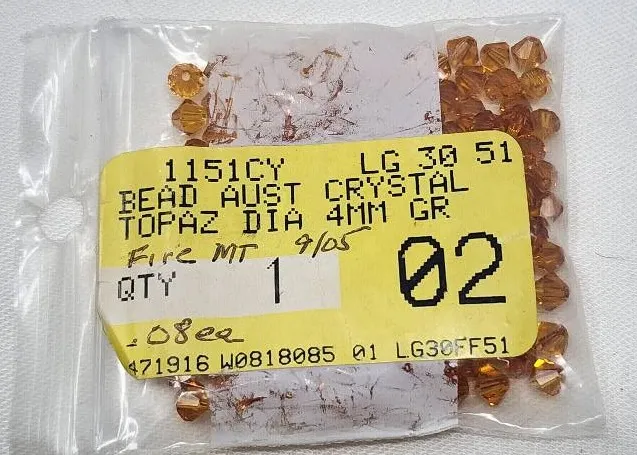 1151CY LG 30 51
BEAD AUST CRYSTAL
TOPAZ DIA 4MM GR
Fire MT 9/05
QTY 1 02
.08ea
471916 W0818085 01 LG30FF51